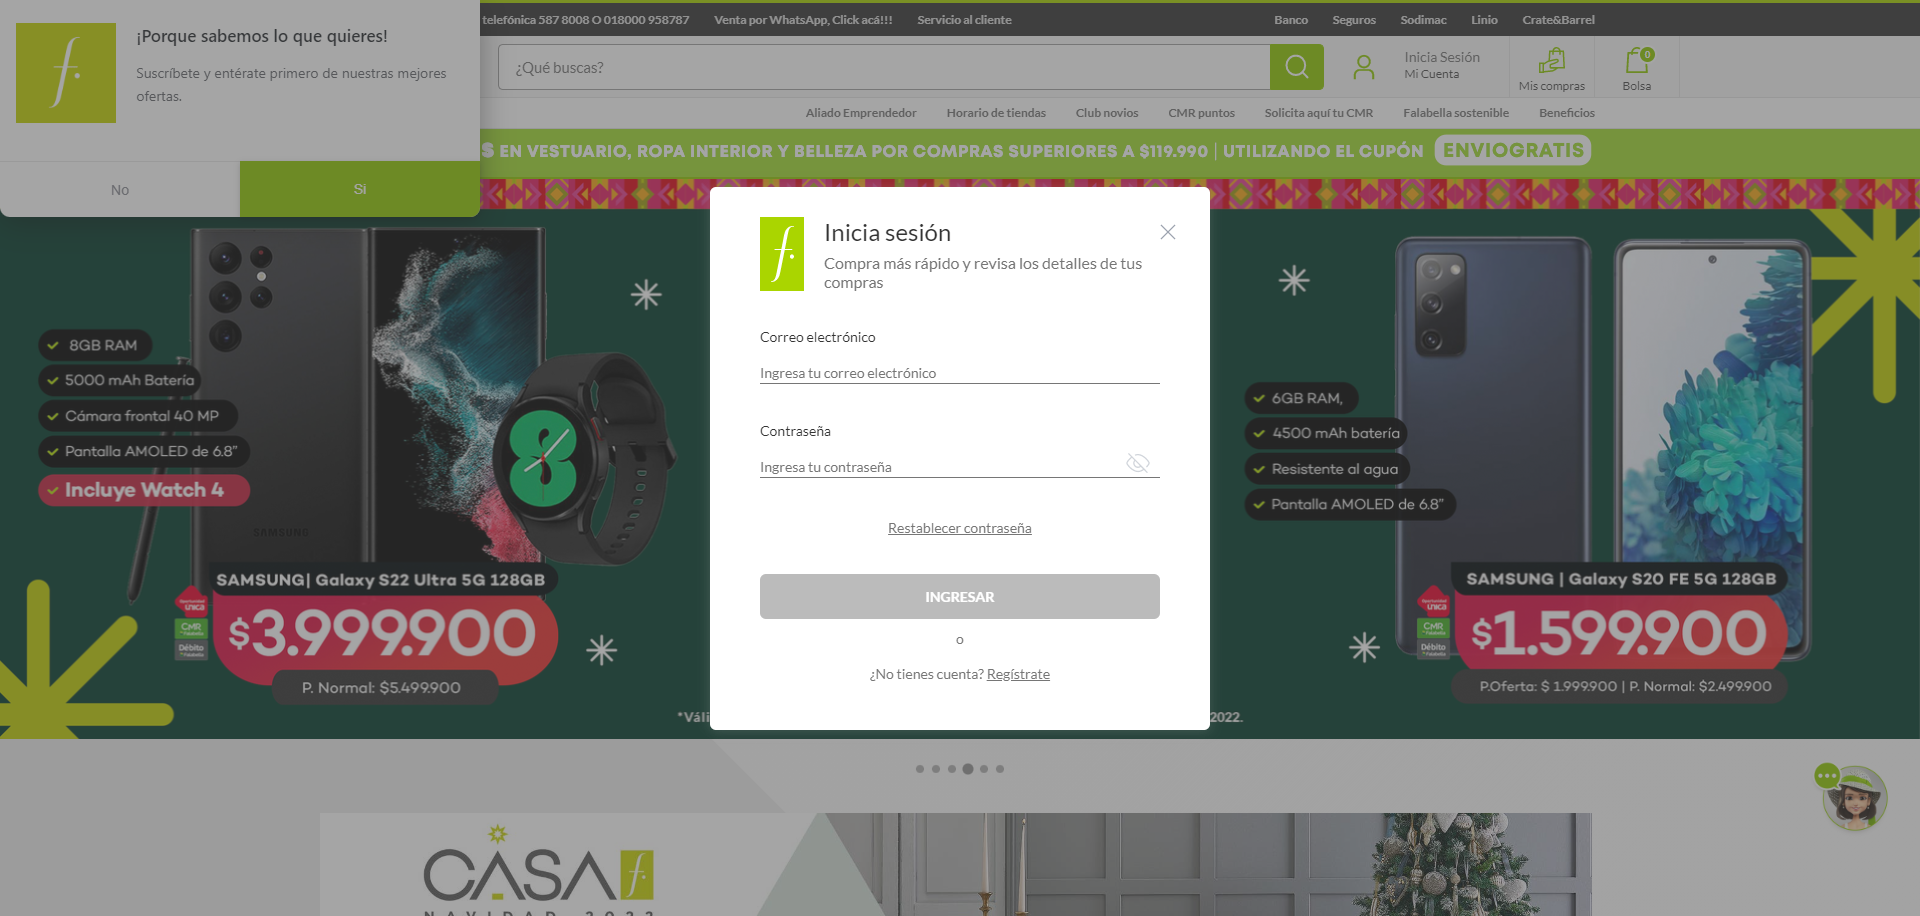 ¡Porque sabemos lo que quieres!
Suscríbete y entérate primero de nuestras mejores
ofertas.
No
Si
telefónica 587 8008 O 018000 958787
Venta por WhatsApp, Click acá!!!
Servicio al cliente
Banco
Seguros
Sodimac
Linio
Crate&Barrel
¿Qué buscas?
Inicia Sesión
Mi Cuenta
Mis compras
0
Bolsa
Aliado Emprendedor
Horario de tiendas
Club novios
CMR puntos
Solicita aquí tu CMR
Falabella sostenible
Beneficios
S EN VESTUARIO, ROPA INTERIOR Y BELLEZA POR COMPRAS SUPERIORES A $119.990 | UTILIZANDO EL CUPÓN ENVIOGRATIS
f.
Inicia sesión
Compra más rápido y revisa los detalles de tus
compras
Correo electrónico
Ingresa tu correo electrónico
Contraseña
Ingresa tu contraseña
Restablecer contraseña
INGRESAR
o
¿No tienes cuenta? Regístrate
8GB RAM
5000 mAh Batería
Cámara frontal 40 MP
Pantalla AMOLED de 6.8"
Incluye Watch 4
SAMSUNG
SAMSUNG| Galaxy S22 Ultra 5G 128GB
Oportunidad
única
CMR
Débito
$3.999.900
P. Normal: $5.499.900
6GB RAM,
4500 mAh batería
Resistente al agua
Pantalla AMOLED de 6.8"
SAMSUNG | Galaxy S20 FE 5G 128GB
Oportunidad
única
CMR
Débito
$1.599.900
P.Oferta: $ 1.999.900 | P. Normal: $2.499.900
*Váli
2022.
CASA f.
NAVIDAD 2022